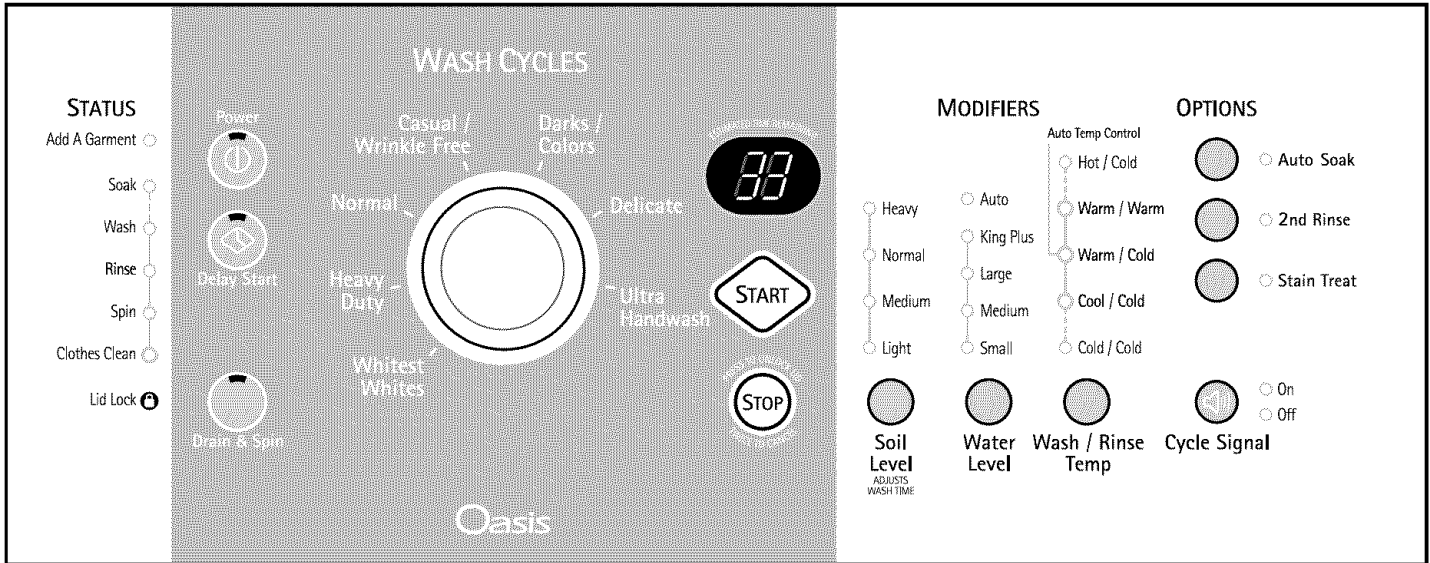 WASH CYCLES
STATUS
Add A Garment
Soak
Wash
Rinse
Spin
Clothes Clean
Lid Lock
Power
Delay Start
Drain & Spin
Casual /
Wrinkle Free
Darks /
Colors
Normal
Delicate
Heavy
Duty
Ultra
Handwash
Whitest
Whites
33
START
STOP
Oasis
MODIFIERS
Heavy
Normal
Medium
Light
Soil
Level
ADJUSTS
WASH TIME
Auto
King Plus
Large
Medium
Small
Water
Level
Auto Temp Control
Hot / Cold
Warm / Warm
Warm / Cold
Cool / Cold
Cold / Cold
Wash / Rinse
Temp
OPTIONS
Auto Soak
2nd Rinse
Stain Treat
On
Off
Cycle Signal